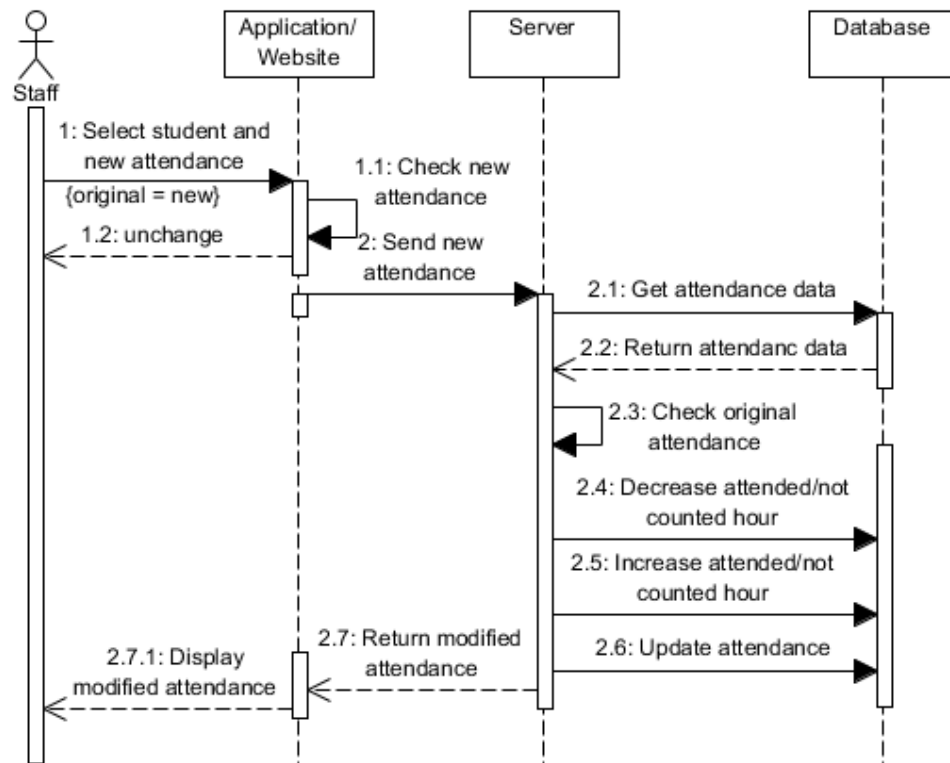 Application/
Website
Server
Database
Staff
1: Select student and
new attendance
{original = new}
1.1: Check new
attendance
1.2: unchange
2: Send new
attendance
2.1: Get attendance data
2.2: Return attendanc data
2.3: Check original
attendance
2.4: Decrease attended/not
counted hour
2.5: Increase attended/not
counted hour
2.6: Update attendance
2.7: Return modified
attendance
2.7.1: Display
modified attendance